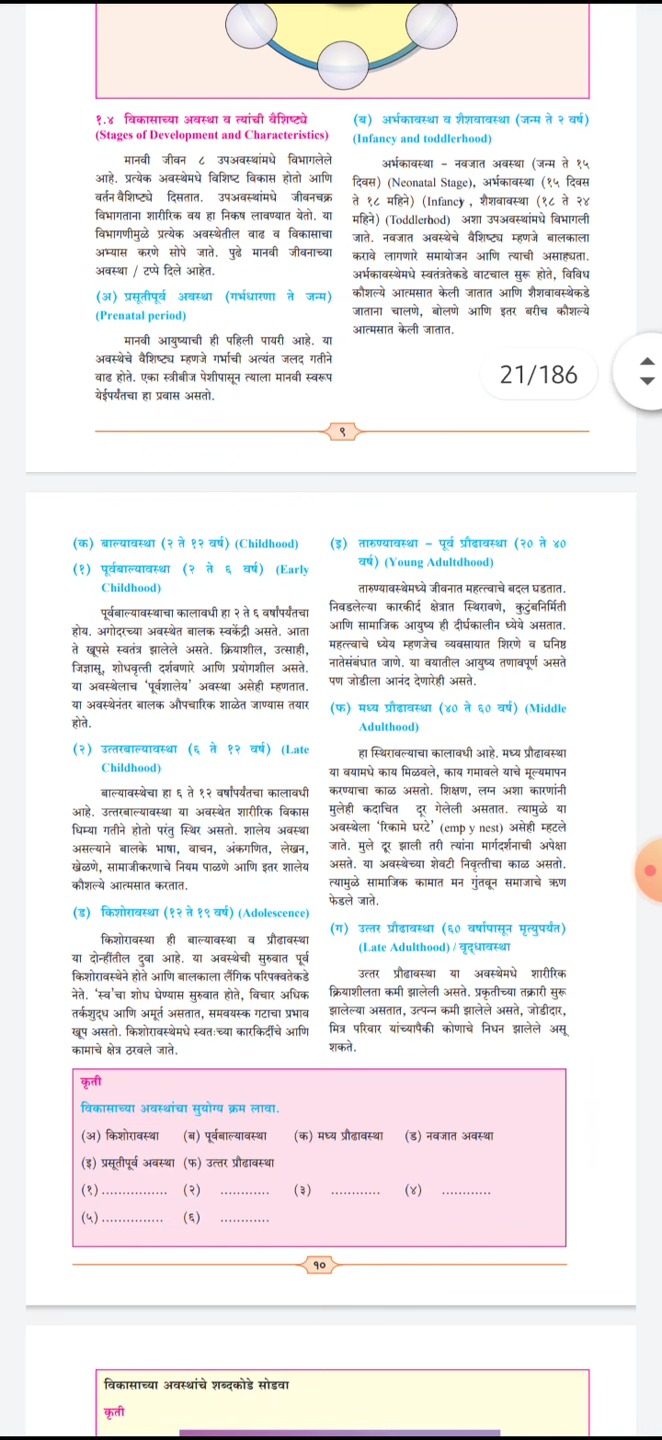 १.४ विकासाच्या अवस्था व त्यांची वैशिष्ट्ये
(Stages of Development and Characteristics)
मानवी जीवन ८ उपअवस्थांमधे विभागलेले
आहे. प्रत्येक अवस्थेमधे विशिष्ट विकास होतो आणि
वर्तन वैशिष्ट्ये दिसतात. उपअवस्थांमधे जीवनचक्र
विभागताना शारीरिक वय हा निकष लावण्यात येतो. या
विभागणीमुळे प्रत्येक अवस्थेतील वाढ व विकासाचा
अभ्यास करणे सोपे जाते. पुढे मानवी जीवनाच्या
अवस्था / टप्पे दिले आहेत.
(अ) प्रसूतीपूर्व अवस्था (गर्भधारणा ते जन्म)
(Prenatal period)
मानवी आयुष्याची ही पहिली पायरी आहे. या
अवस्थेचे वैशिष्ट्य म्हणजे गर्भाची अत्यंत जलद गतीने
वाढ होते. एका स्त्रीबीज पेशीपासून त्याला मानवी स्वरूप
येईपर्यंतचा हा प्रवास असतो.
(ब) अर्भकावस्था व शैशवावस्था (जन्म ते २ वर्ष)
(Infancy and toddlerhood)
अर्भकावस्था - नवजात अवस्था (जन्म ते १५
दिवस) (Neonatal Stage), अर्भकावस्था (१५ दिवस
ते १८ महिने) (Infancy , शैशवावस्था (१८ ते २४
महिने) (Toddlerhod) अशा उपअवस्थांमधे विभागली
जाते. नवजात अवस्थेचे वैशिष्ट्य म्हणजे बालकाला
करावे लागणारे समायोजन आणि त्याची असाह्यता.
अर्भकावस्थेमधे स्वतंत्रतेकडे वाटचाल सुरू होते, विविध
कौशल्ये आत्मसात केली जातात आणि शैशवावस्थेकडे
जाताना चालणे, बोलणे आणि इतर बरीच कौशल्ये
आत्मसात केली जातात.
21/186
९
(क) बाल्यावस्था (२ ते १२ वर्ष) (Childhood)
(१) पूर्वबाल्यावस्था (२ ते ६ वर्ष) (Early
Childhood)
पूर्वबाल्यावस्थाचा कालावधी हा २ ते ६ वर्षांपर्यंतचा
होय. अगोदरच्या अवस्थेत बालक स्वकेंद्री असते. आता
ते खूपसे स्वतंत्र झालेले असते. क्रियाशील, उत्साही,
जिज्ञासू, शोधवृत्ती दर्शवणारे आणि प्रयोगशील असते.
या अवस्थेलाच ‘पूर्वशालेय’ अवस्था असेही म्हणतात.
या अवस्थेनंतर बालक औपचारिक शाळेत जाण्यास तयार
होते.
(२) उत्तरबाल्यावस्था (६ ते १२ वर्ष) (Late
Childhood)
बाल्यावस्थेचा हा ६ ते १२ वर्षांपर्यंतचा कालावधी
आहे. उत्तरबाल्यावस्था या अवस्थेत शारीरिक विकास
धिम्या गतीने होतो परंतु स्थिर असतो. शालेय अवस्था
असल्याने बालके भाषा, वाचन, अंकगणित, लेखन,
खेळणे, सामाजीकरणाचे नियम पाळणे आणि इतर शालेय
कौशल्ये आत्मसात करतात.
(ड) किशोरावस्था (१२ ते १९ वर्ष) (Adolescence)
किशोरावस्था ही बाल्यावस्था व प्रौढावस्था
या दोन्हींतील दुवा आहे. या अवस्थेची सुरुवात पूर्व
किशोरावस्थेने होते आणि बालकाला लैंगिक परिपक्वतेकडे
नेते. ‘स्व’चा शोध घेण्यास सुरुवात होते, विचार अधिक
तर्कशुद्ध आणि अमूर्त असतात, समवयस्क गटाचा प्रभाव
खूप असतो. किशोरावस्थेमधे स्वतःच्या कारकिर्दीचे आणि
कामाचे क्षेत्र ठरवले जाते.
(इ) तारुण्यावस्था - पूर्व प्रौढावस्था (२० ते ४०
वर्ष) (Young Adultdhood)
तारुण्यावस्थेमध्ये जीवनात महत्त्वाचे बदल घडतात.
निवडलेल्या कारकीर्द क्षेत्रात स्थिरावणे, कुटुंबनिर्मिती
आणि सामाजिक आयुष्य ही दीर्घकालीन ध्येये असतात.
महत्त्वाचे ध्येय म्हणजेच व्यवसायात शिरणे व घनिष्ठ
नातेसंबंधात जाणे. या वयातील आयुष्य तणावपूर्ण असते
पण जोडीला आनंद देणारेही असते.
(फ) मध्य प्रौढावस्था (४० ते ६० वर्ष) (Middle
Adulthood)
हा स्थिरावल्याचा कालावधी आहे. मध्य प्रौढावस्था
या वयामधे काय मिळवले, काय गमावले याचे मूल्यमापन
करण्याचा काळ असतो. शिक्षण, लग्न अशा कारणांनी
मुलेही कदाचित दूर गेलेली असतात. त्यामुळे या
अवस्थेला ‘रिकामे घरटे’ (emp y nest) असेही म्हटले
जाते. मुले दूर झाली तरी त्यांना मार्गदर्शनाची अपेक्षा
असते. या अवस्थेच्या शेवटी निवृत्तीचा काळ असतो.
त्यामुळे सामाजिक कामात मन गुंतवून समाजाचे ऋण
फेडले जाते.
(ग) उत्तर प्रौढावस्था (६० वर्षापासून मृत्युपर्यंत)
(Late Adulthood) / वृद्धावस्था
उत्तर प्रौढावस्था या अवस्थेमधे शारीरिक
क्रियाशीलता कमी झालेली असते. प्रकृतीच्या तक्रारी सुरू
झालेल्या असतात, उत्पन्न कमी झालेले असते, जोडीदार,
मित्र परिवार यांच्यापैकी कोणाचे निधन झालेले असू
शकते.
कृती
विकासाच्या अवस्थांचा सुयोग्य क्रम लावा.
(अ) किशोरावस्था (ब) पूर्वबाल्यावस्था (क) मध्य प्रौढावस्था (ड) नवजात अवस्था
(इ) प्रसूतीपूर्व अवस्था (फ) उत्तर प्रौढावस्था
(१) ................. (२) ............. (३) ............. (४) .............
(५) ................ (६) .............
१०
विकासाच्या अवस्थांचे शब्दकोडे सोडवा
कृती